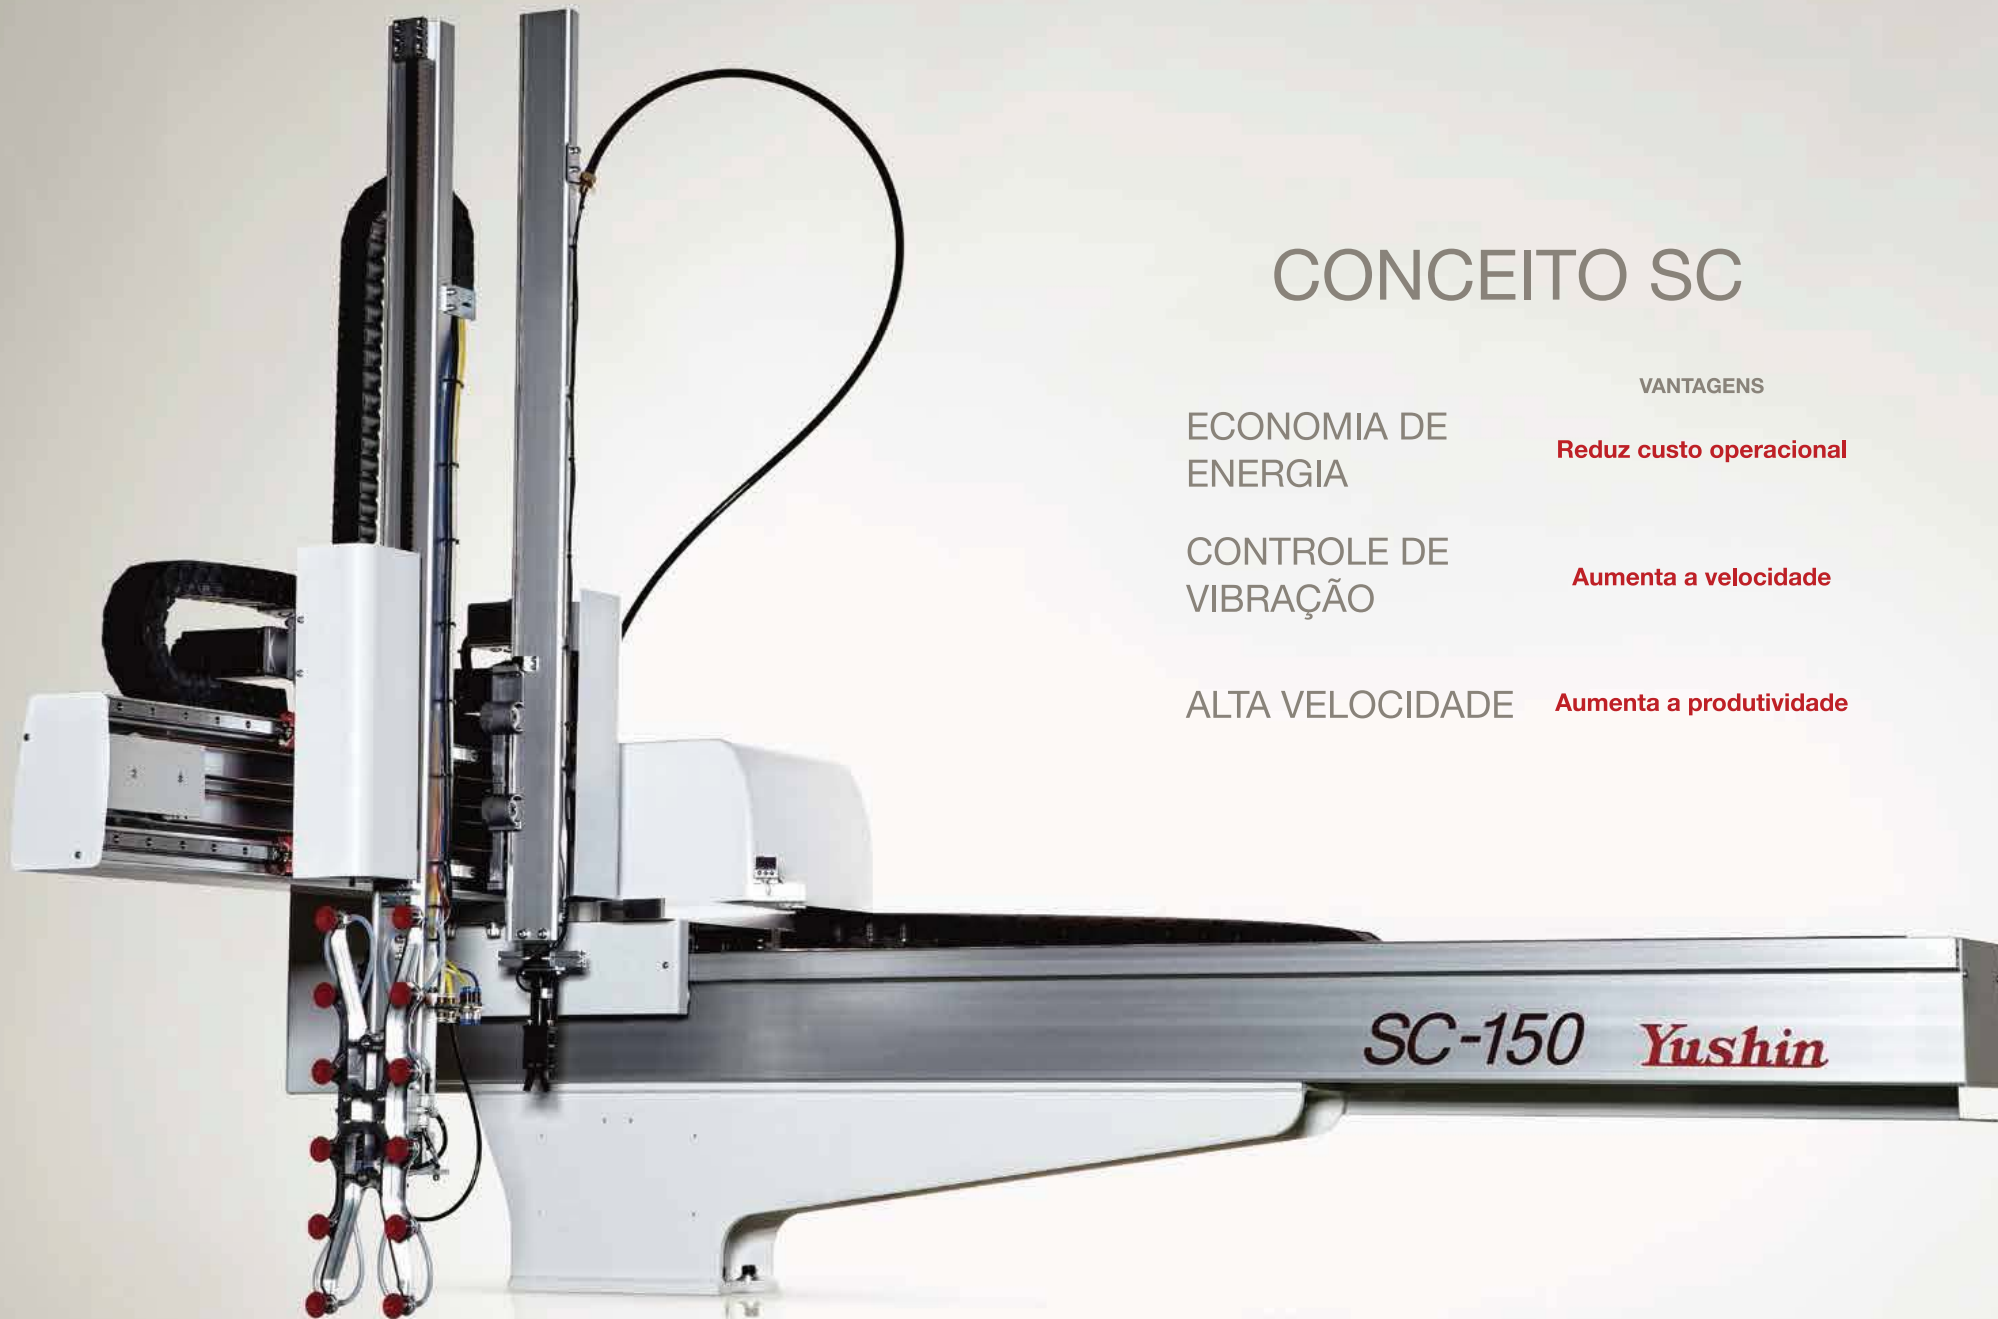 CONCEITO SC
VANTAGENS
ECONOMIA DE
ENERGIA
Reduz custo operacional
CONTROLE DE
VIBRAÇÃO
Aumenta a velocidade
ALTA VELOCIDADE
Aumenta a produtividade
SC-150
Yushin